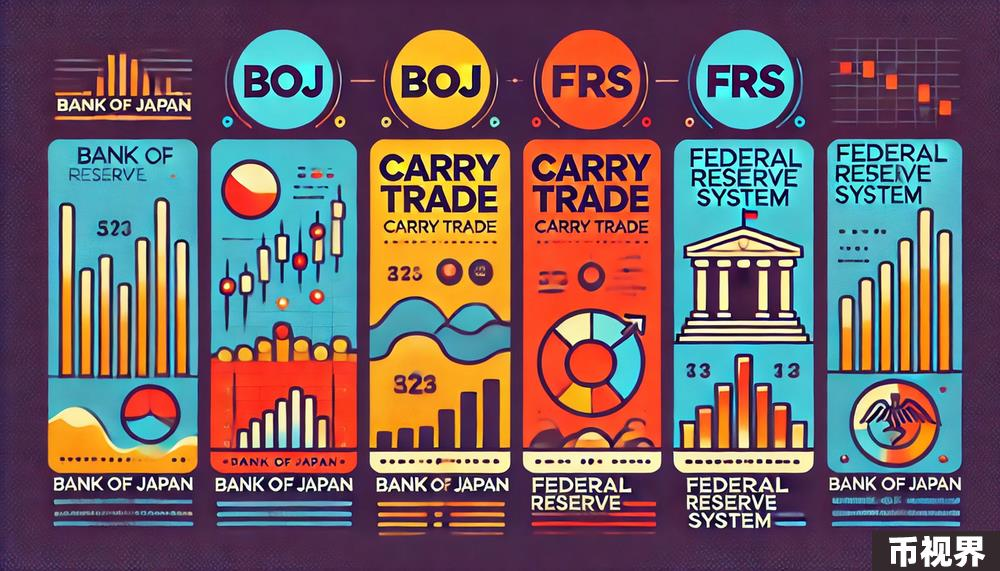 BANK OF JAPAN
BOJ
BOJ
FRS
FRS
BANK OF
RESERVE
523
BANK OF JAPAN
BANK OF JAPAN
BANK OF JAPAN
CARRY
TRADE
CARRY TRADE
325
323
BANK OF JAPAN
CARRY
TRADE
CARRY TRADE
FEDERAL
RESERVE
FEDERAL
RESERVE
SYSTEM
33
13
FEDERAL
RESERVE
SYSTEM
FEDERAL
RESERVE
SYSTEM
BANK OF JAPAN
币视界